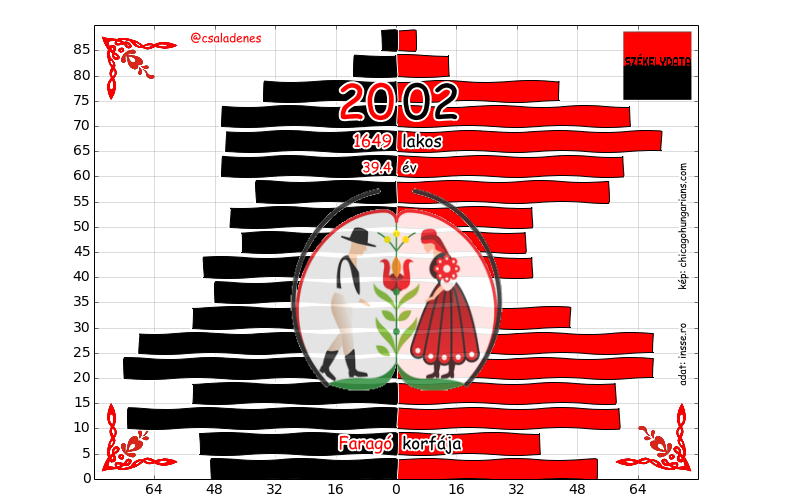 @csaladenes
SZÉKELYDATA
2002
1649 lakos
39.4 év
kép: chicagohungarians.com
adat: insse.ro
Faragó korfája
85
80
75
70
65
60
55
50
45
40
35
30
25
20
15
10
5
0
64 48 32 16 0 16 32 48 64